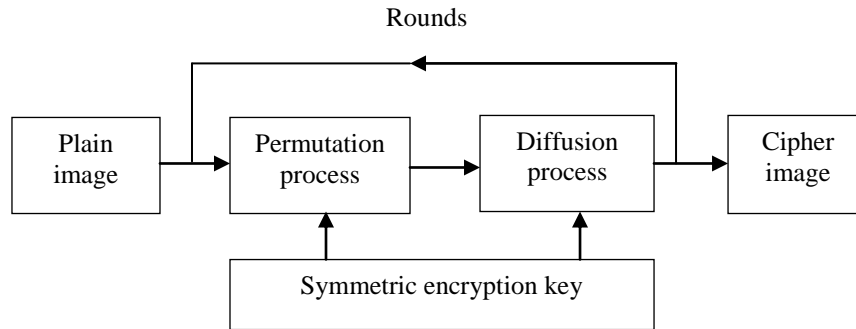 Rounds
Plain
image
Permutation
process
Diffusion
process
Cipher
image
Symmetric encryption key